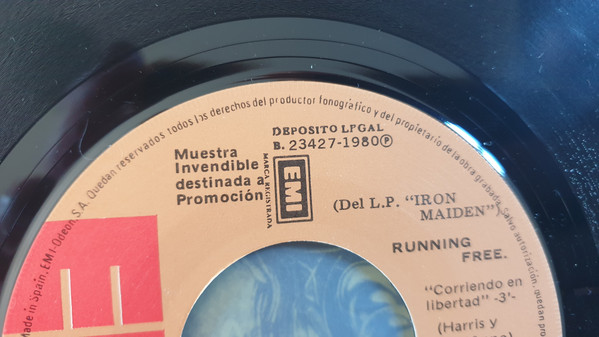 Made in Spain. EMI-Odeon, S.A. Quedan reservados todos los derechos del productor fonográfico y del propietario de la obra grabada. Salvo autorización, quedan pro
DEPOSITO LEGAL
B. 23427-1980 Ⓟ
Muestra
Invendible
destinada a
Promoción
EMI
MARCA REGISTRADA
(Del L.P. "IRON
MAIDEN")
RUNNING
FREE.
"Corriendo en
libertad" -3'-
(Harris y